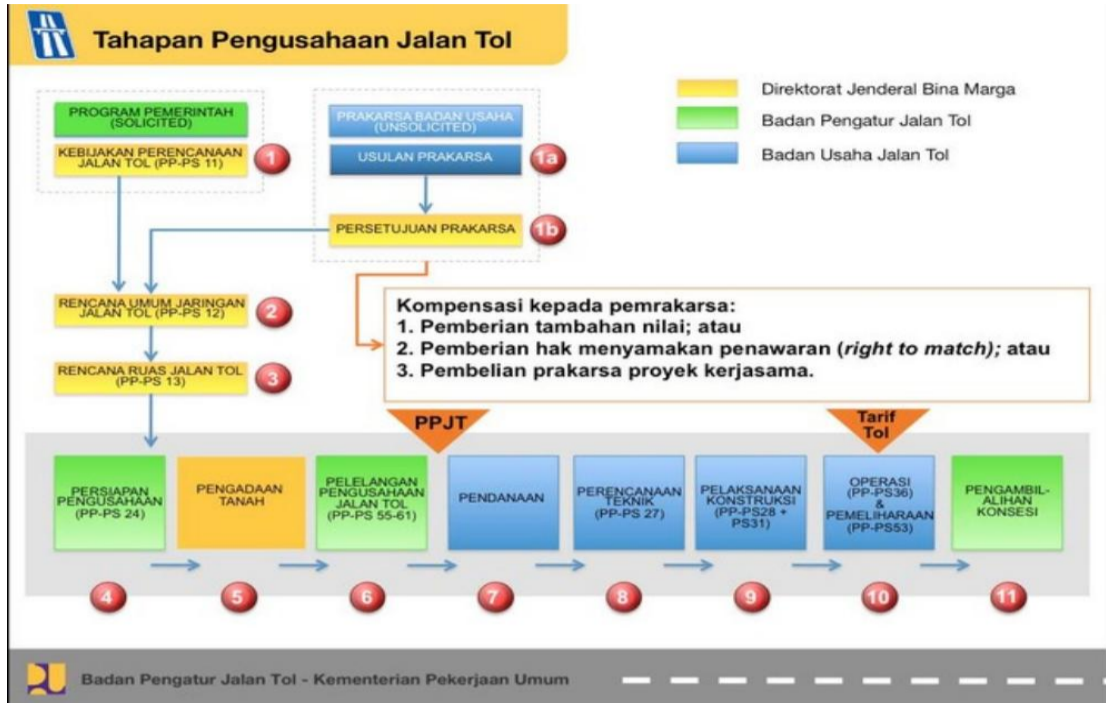 Tahapan Pengusahaan Jalan Tol
Direktorat Jenderal Bina Marga
Badan Pengatur Jalan Tol
Badan Usaha Jalan Tol
PROGRAM PEMERINTAH
(SOLICITED)
KEBIJAKAN PERENCANAAN
JALAN TOL (PP-PS 11)
1
PRAKARSA BADAN USAHA
(UNSOLICITED)
USULAN PRAKARSA
1a
PERSETUJUAN PRAKARSA
1b
RENCANA UMUM JARINGAN
JALAN TOL (PP-PS 12)
2
RENCANA RUAS JALAN TOL
(PP-PS 13)
3
Kompensasi kepada pemrakarsa:
1. Pemberian tambahan nilai; atau
2. Pemberian hak menyamakan penawaran (right to match); atau
3. Pembelian prakarsa proyek kerjasama.
PPJT
Tarif
Tol
PERSIAPAN
PENGUSAHAAN
(PP-PS 24)
PENGADAAN
TANAH
PELELANGAN
PENGUSAHAAN
JALAN TOL
(PP-PS 55-61)
PENDANAAN
PERENCANAAN
TEKNIK
(PP-PS 27)
PELAKSANAAN
KONSTRUKSI
(PP-PS28 +
PS31)
OPERASI
(PP-PS36)
&
PEMELIHARAAN
(PP-PS53)
PENGAMBIL-
ALIHAN
KONSESI
4
5
6
7
8
9
10
11
PU
Badan Pengatur Jalan Tol - Kementerian Pekerjaan Umum